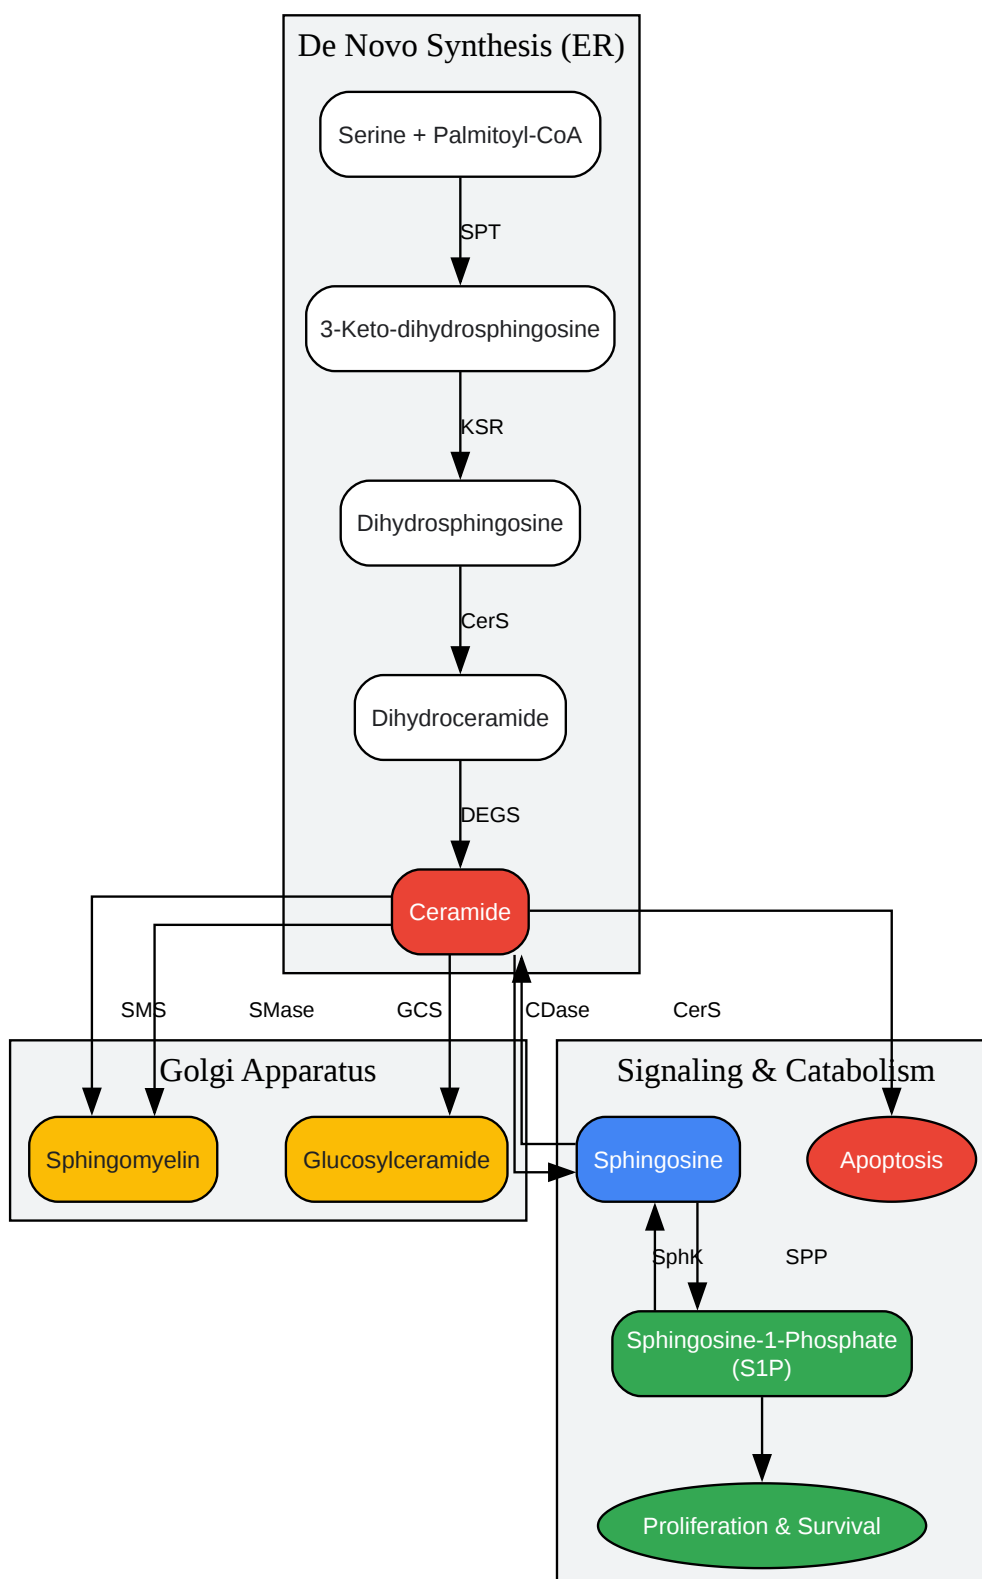 De Novo Synthesis (ER)
Serine + Palmitoyl-CoA
SPT
3-Keto-dihydrosphingosine
KSR
Dihydrosphingosine
CerS
Dihydroceramide
DEGS
Ceramide
SMS
SMase
GCS
CDase
CerS
Golgi Apparatus
Signaling & Catabolism
Sphingomyelin
Glucosylceramide
Sphingosine
Apoptosis
SphK
SPP
Sphingosine-1-Phosphate
(S1P)
Proliferation & Survival